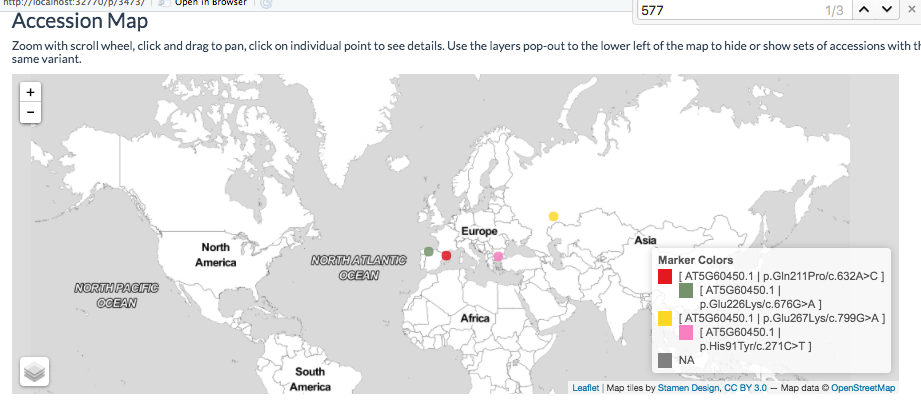 http://localhost:32770/p/3473/
Open in Browser
577
1/3
Accession Map
Zoom with scroll wheel, click and drag to pan, click on individual point to see details. Use the layers pop-out to the lower left of the map to hide or show sets of accessions with
same variant.
+
−
North
America
NORTH PACIFIC
OCEAN
NORTH ATLANTIC
OCEAN
Europe
Asia
Africa
South
America
Marker Colors
[ AT5G60450.1 | p.Gln211Pro/c.632A>C ]
[ AT5G60450.1 |
p.Glu226Lys/c.676G>A ]
[ AT5G60450.1 | p.Glu267Lys/c.799G>A ]
[ AT5G60450.1 |
p.His91Tyr/c.271C>T ]
NA
Leaflet | Map tiles by Stamen Design, CC BY 3.0 — Map data © OpenStreetMap